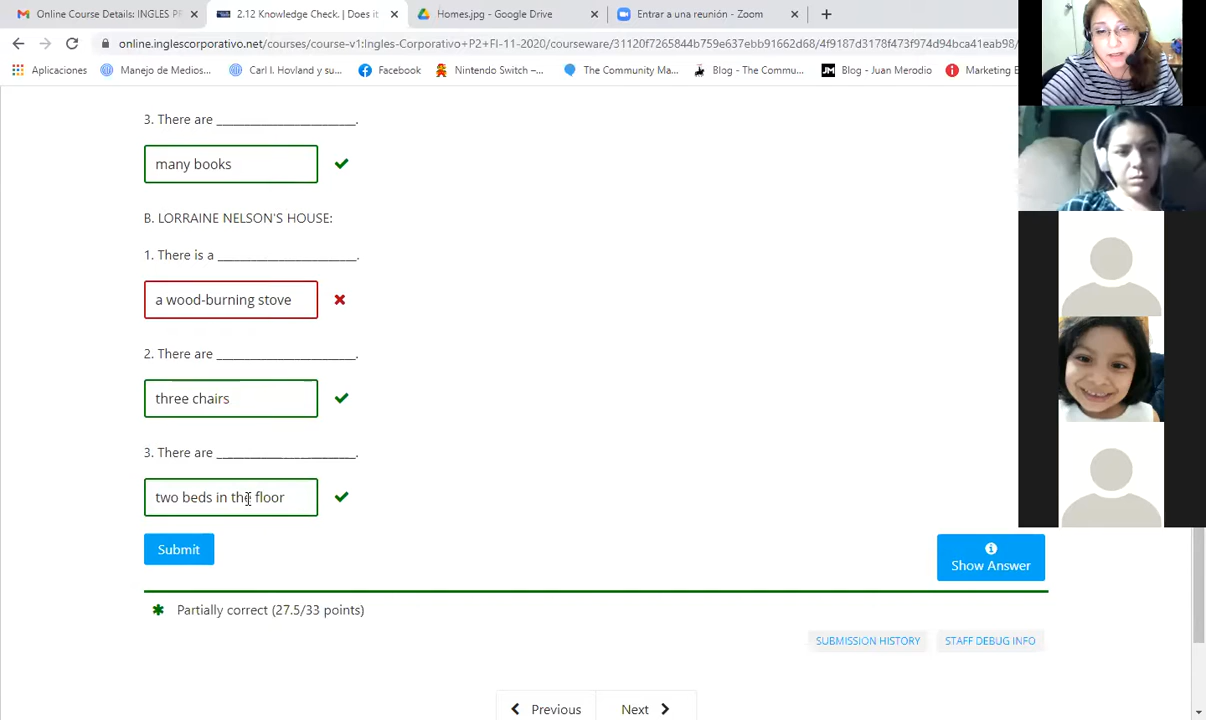 Online Course Details: INGLES PR
2.12 Knowledge Check. | Does it
Homes.jpg - Google Drive
Entrar a una reunión - Zoom
online.inglescorporativo.net/courses/course-v1:Ingles-Corporativo+P2+FI-11-2020/courseware/31120f7265844b759e637ebb91662d68/4f9187d3178f473f974d94bca41eab98/
Aplicaciones
Manejo de Medios...
Carl I. Hovland y su...
Facebook
Nintendo Switch –...
The Community Ma...
Blog - The Commu...
Blog - Juan Merodio
Marketing E
3. There are ______________________.
many books
B. LORRAINE NELSON'S HOUSE:
1. There is a ______________________.
a wood-burning stove
2. There are ______________________.
three chairs
3. There are ______________________.
two beds in the floor
Submit
Show Answer
Partially correct (27.5/33 points)
SUBMISSION HISTORY
STAFF DEBUG INFO
Previous
Next